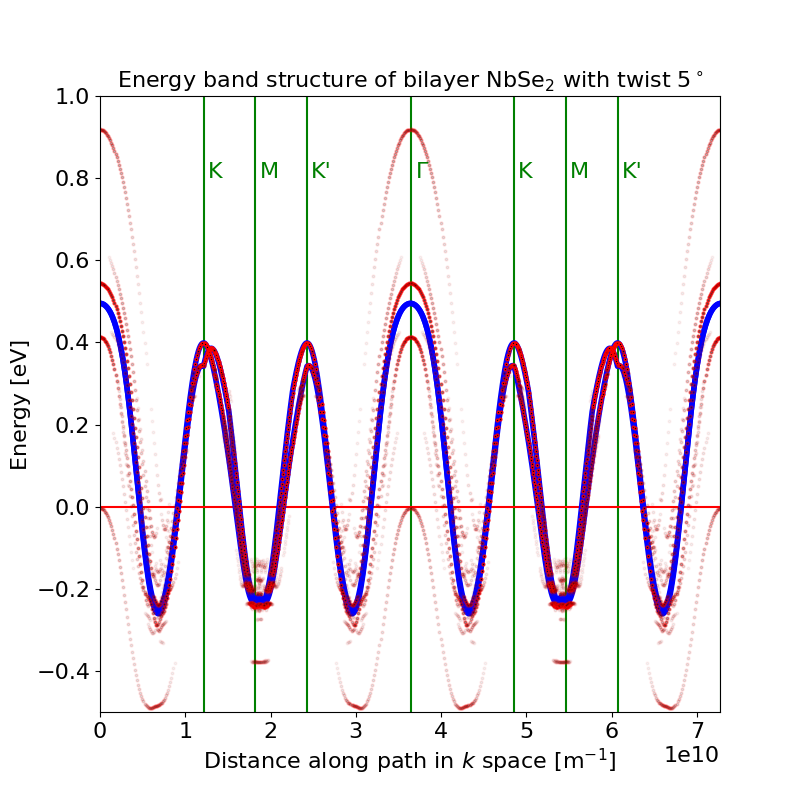 Energy band structure of bilayer NbSe₂ with twist 5°
Energy [eV]
1.0
0.8
0.6
0.4
0.2
0.0
−0.2
−0.4
K
M
K'
Γ
K
M
K'
0 1 2 3 4 5 6 7
1e10
Distance along path in k space [m⁻¹]